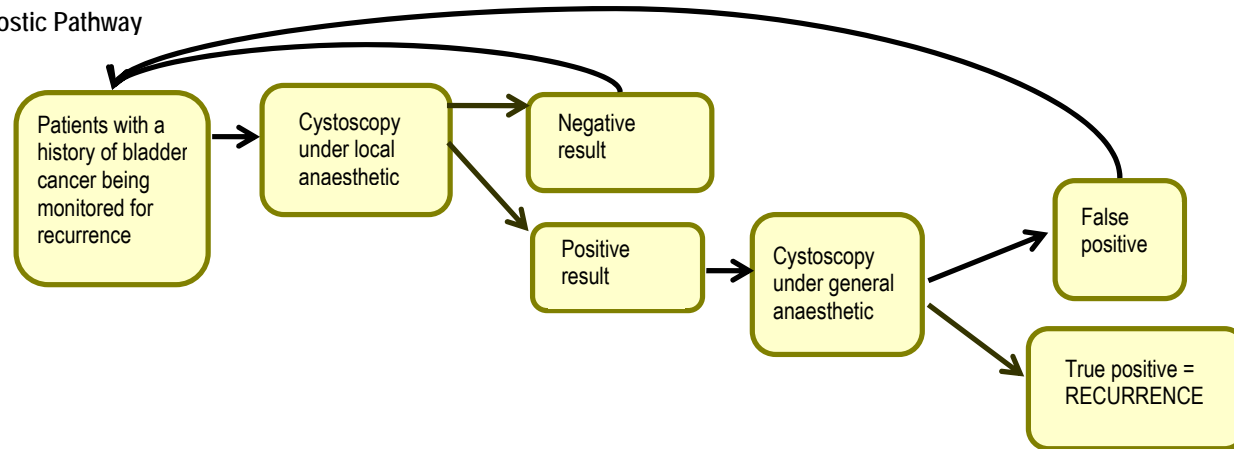 ostic Pathway
Patients with a
history of bladder
cancer being
monitored for
recurrence
Cystoscopy
under local
anaesthetic
Negative
result
Positive
result
Cystoscopy
under general
anaesthetic
False
positive
True positive =
RECURRENCE